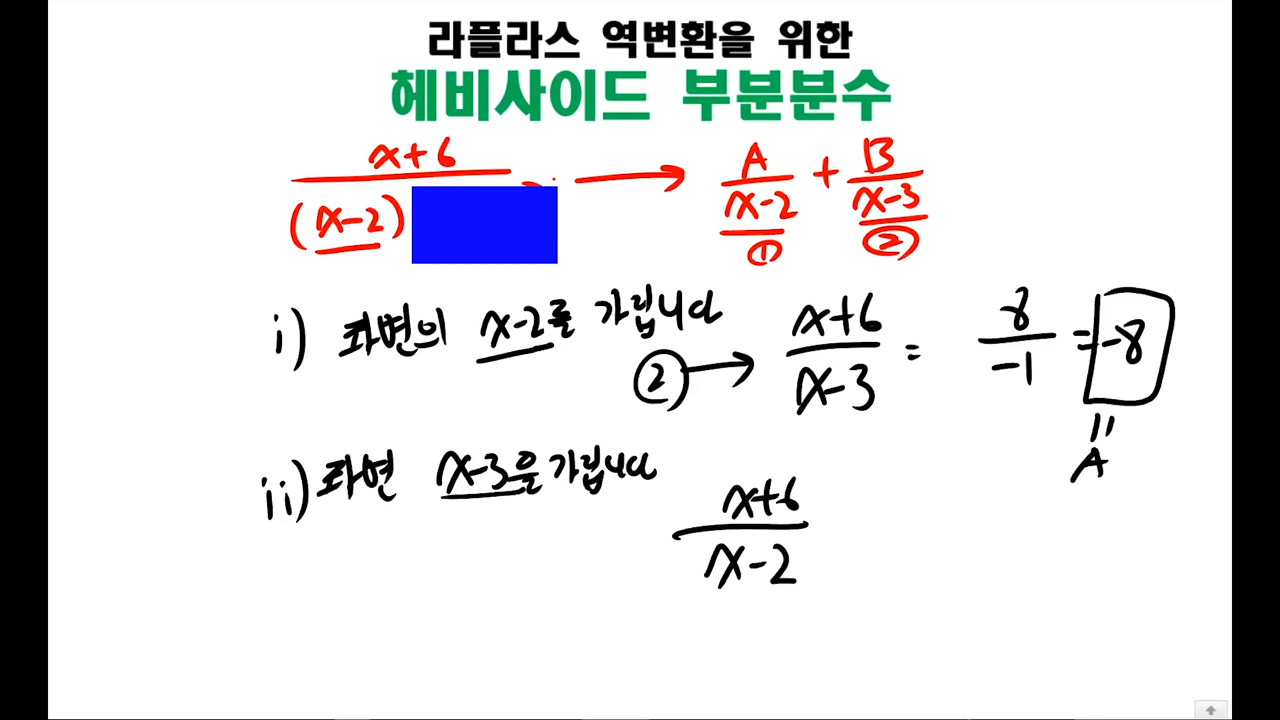 라플라스 역변환을 위한
헤비사이드 부분분수
x+6 / (x-2) → A / x-2 ① + B / x-3 ②
i) 좌변의 x-2를 가립니다
② → x+6 / x-3 = 8 / -1 = -8
= A
ii) 좌변 x-3을 가립니다
x+6 / x-2